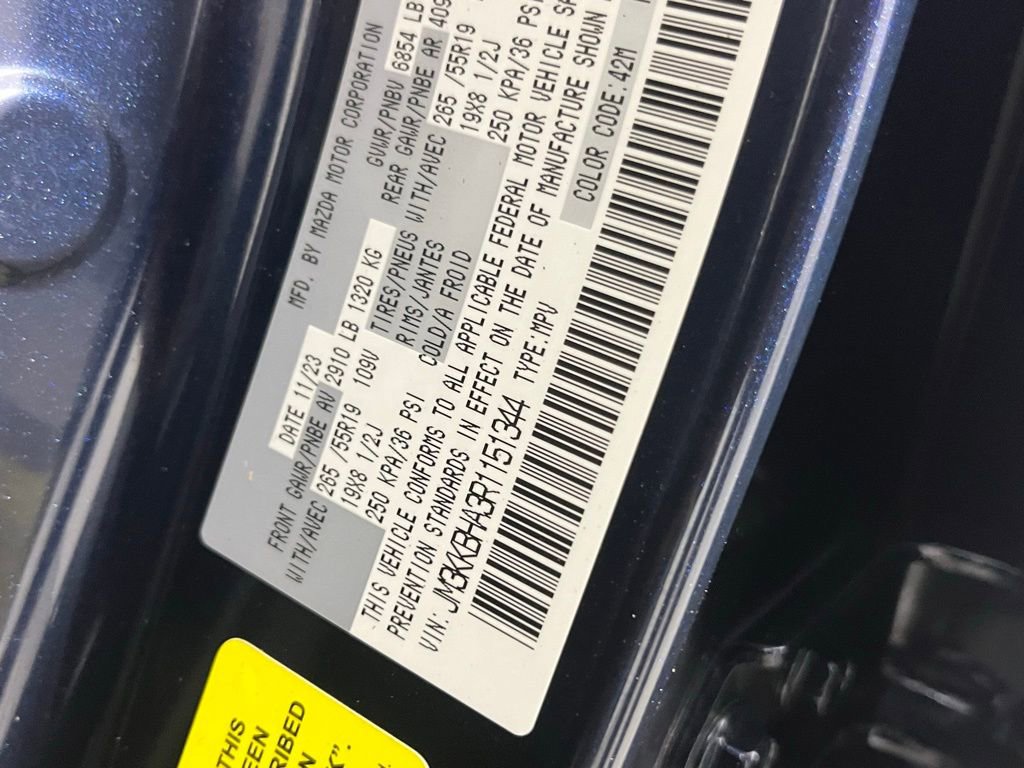 MFD. BY MAZDA MOTOR CORPORATION
DATE 11/23 GVWR/PNBV 6854 LB
FRONT GAWR/PNBE AV 2910 LB 1320 KG REAR GAWR/PNBE AR 409
WITH/AVEC 265 /55R19 109V TIRES/PNEUS WITH/AVEC 265 /55R19
19X8 1/2J RIMS/JANTES 19X8 1/2J
250 KPA/36 PSI COLD/A FROID 250 KPA/36 PSI
THIS VEHICLE CONFORMS TO ALL APPLICABLE FEDERAL MOTOR VEHICLE
PREVENTION STANDARDS IN EFFECT ON THE DATE OF MANUFACTURE SHOWN
VIN: JM3KKBHA3R1151344 TYPE:MPV COLOR CODE:42M
THIS
EEN
RIBED